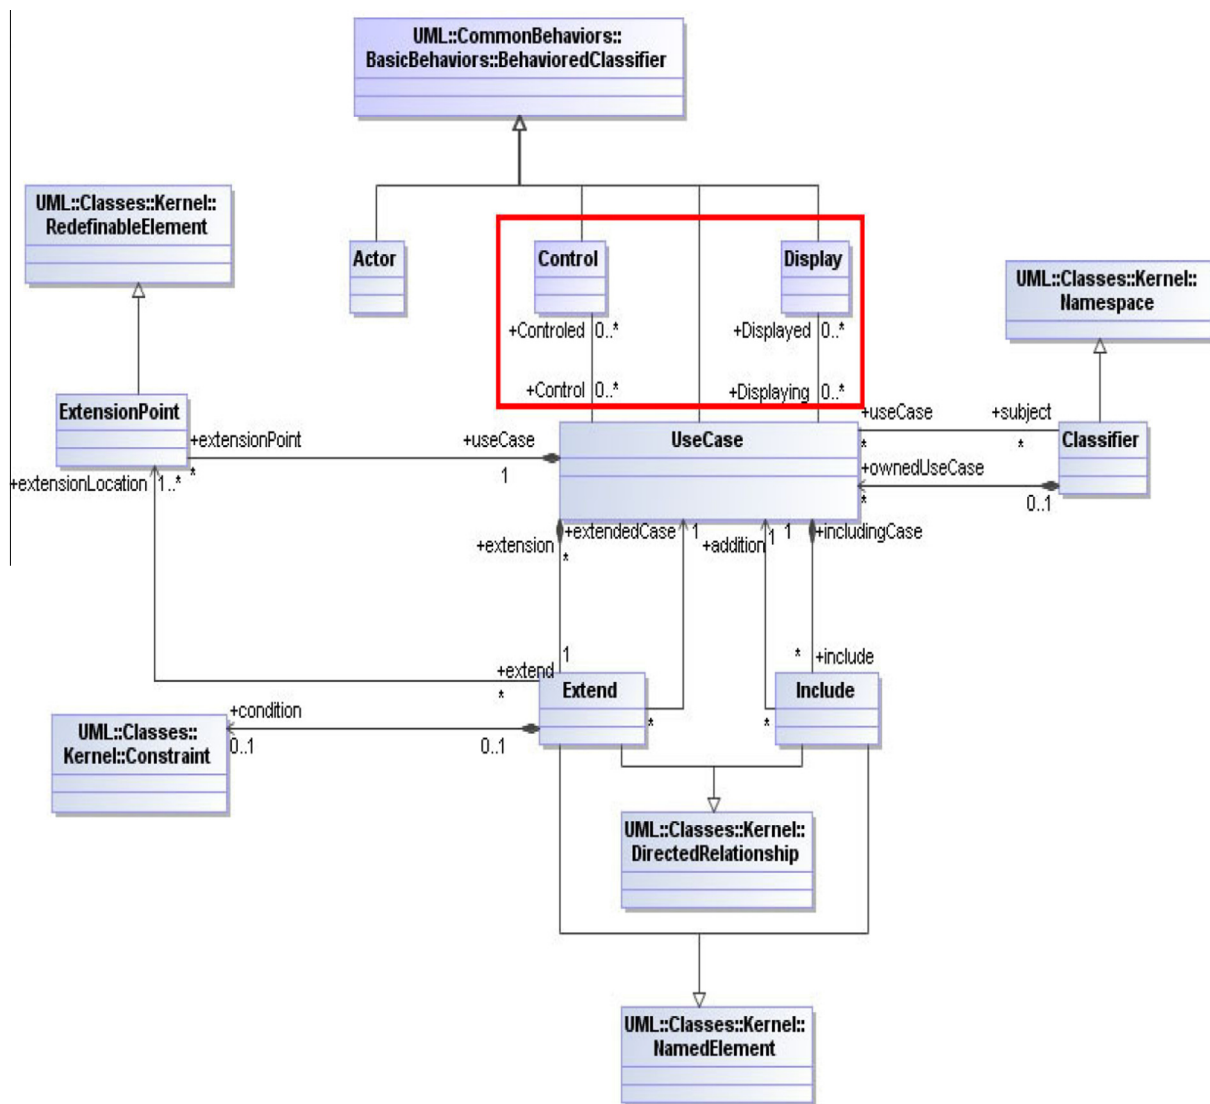 UML::CommonBehaviors::
BasicBehaviors::BehavioredClassifier
UML::Classes::Kernel::
RedefinableElement
Actor
Control
Display
UML::Classes::Kernel::
Namespace
+Controled 0..*
+Displayed 0..*
+Control 0..*
+Displaying 0..*
ExtensionPoint
+extensionPoint
*
+useCase
1
UseCase
+useCase
*
+subject
*
Classifier
+ownedUseCase
*
0..1
+extensionLocation 1..*
+extension
*
+extendedCase 1
+addition
1
1
+includingCase
1
+extend
*
*
+include
Extend
*
Include
*
+condition
0..1
0..1
UML::Classes::
Kernel::Constraint
UML::Classes::Kernel::
DirectedRelationship
UML::Classes::Kernel::
NamedElement